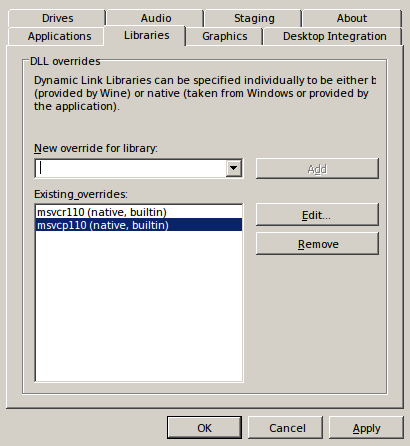 Drives Audio Staging About
Applications Libraries Graphics Desktop Integration
DLL overrides
Dynamic Link Libraries can be specified individually to be either b
(provided by Wine) or native (taken from Windows or provided by
the application).
New override for library:
Add
Existing overrides:
msvcr110 (native, builtin)
msvcp110 (native, builtin)
Edit...
Remove
OK Cancel Apply